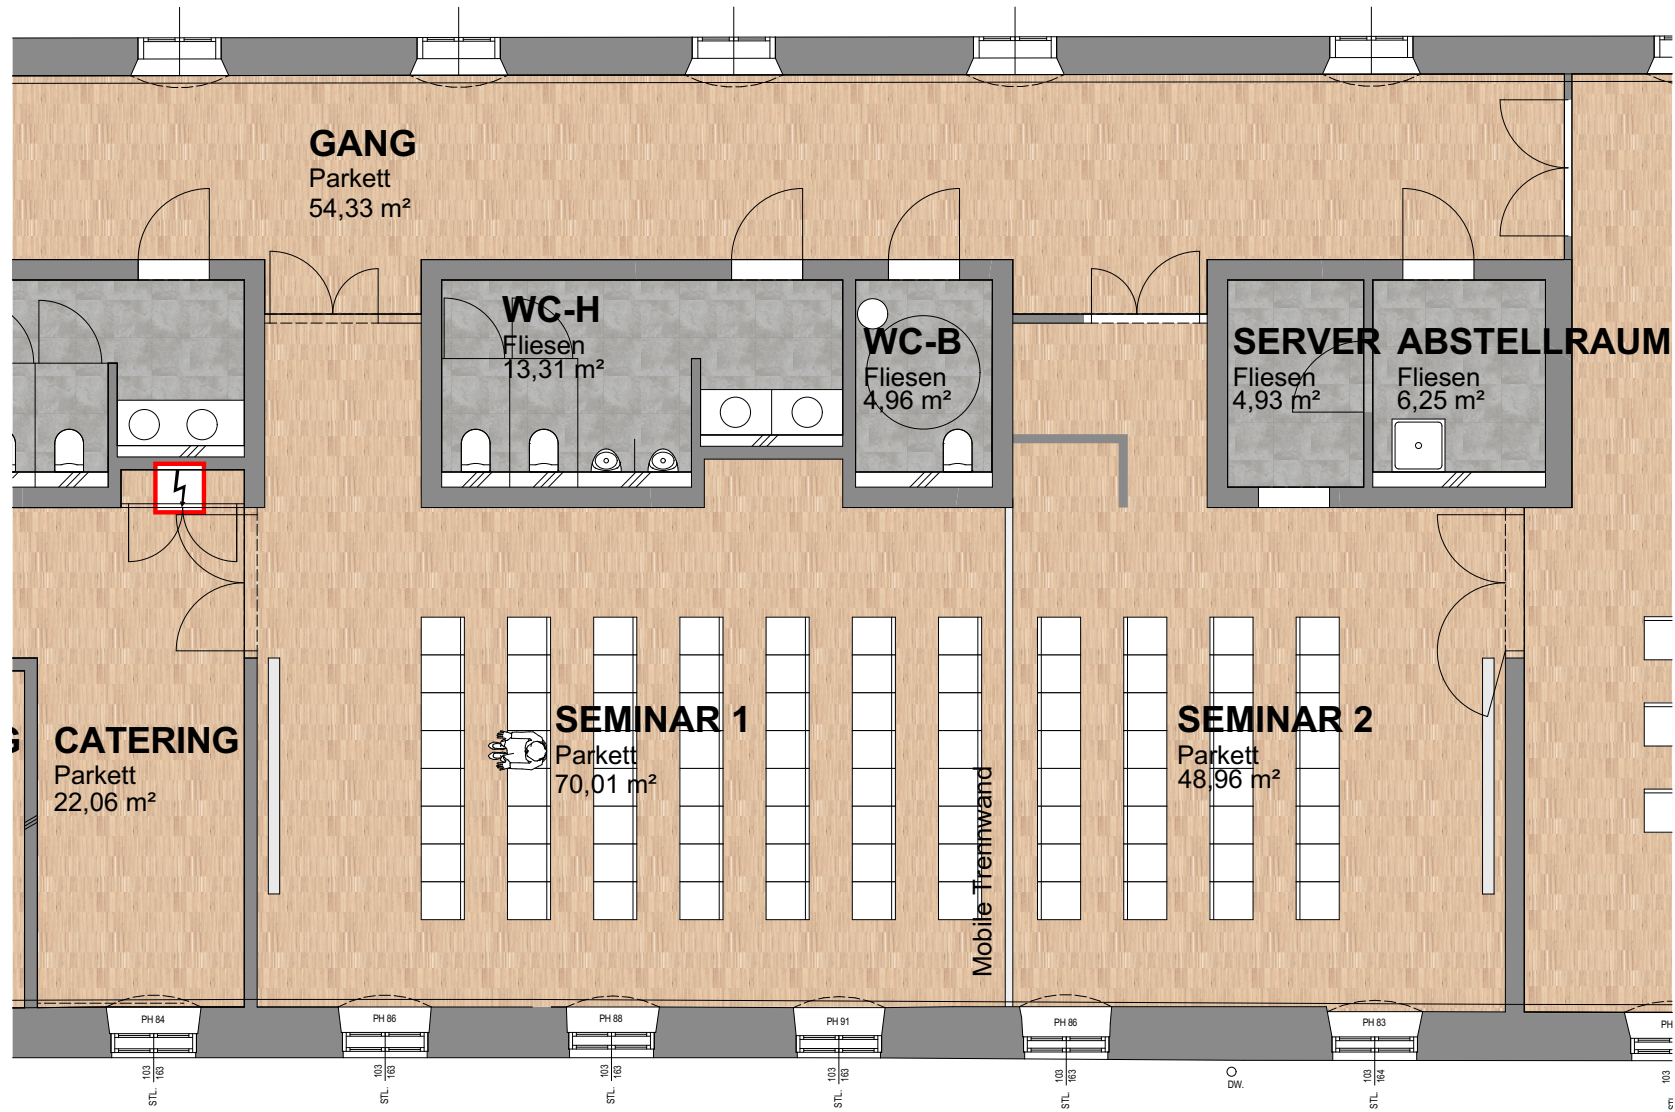 GANG
Parkett
54,33 m²
WC-H
Fliesen
13,31 m²
WC-B
Fliesen
4,96 m²
SERVER
Fliesen
4,93 m²
ABSTELLRAUM
Fliesen
6,25 m²
G
CATERING
Parkett
22,06 m²
SEMINAR 1
Parkett
70,01 m²
Mobile Trennwand
SEMINAR 2
Parkett
48,96 m²
PH 84
PH 86
PH 88
PH 91
PH 86
PH 83
PH
STL. 103 163
STL. 103 163
STL. 103 163
STL. 103 163
STL. 103 163
DW.
STL. 103 164
103